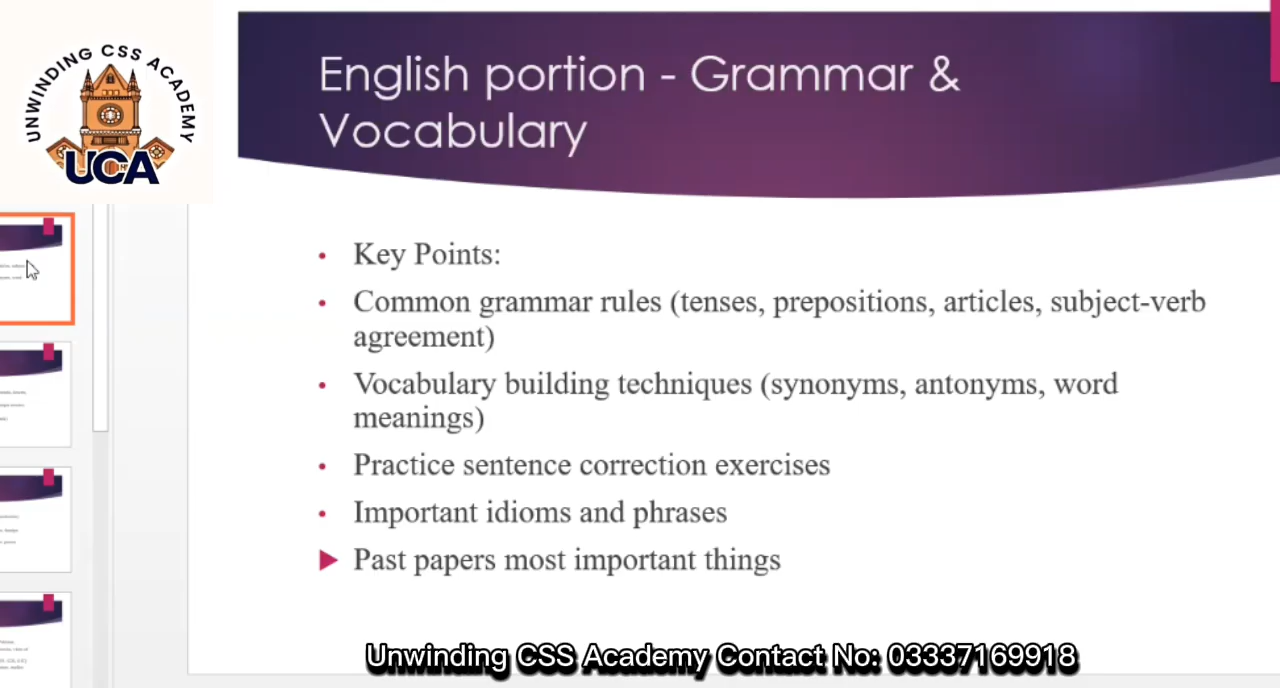 UNWINDING CSS ACADEMY
UCA
English portion - Grammar &
Vocabulary
• Key Points:
• Common grammar rules (tenses, prepositions, articles, subject-verb
agreement)
• Vocabulary building techniques (synonyms, antonyms, word
meanings)
• Practice sentence correction exercises
• Important idioms and phrases
▶ Past papers most important things
Unwinding CSS Academy Contact No: 03337169918